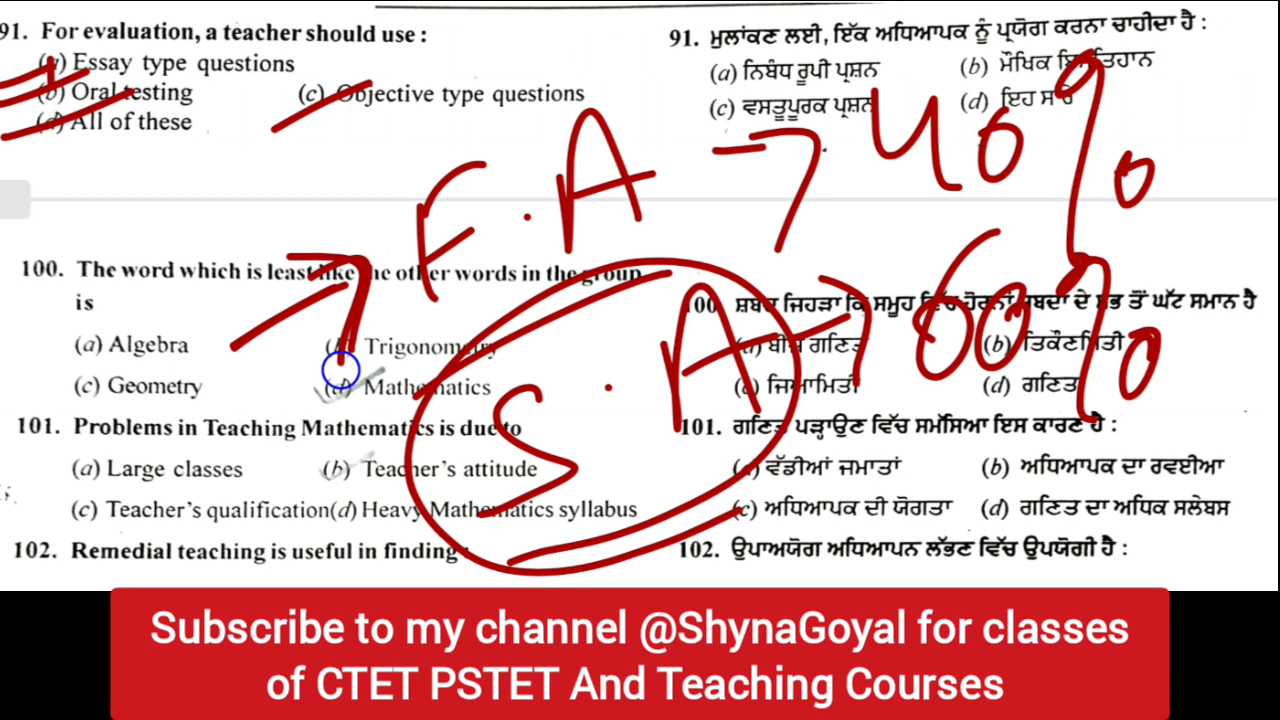 91. For evaluation, a teacher should use :
(a) Essay type questions
(b) Oral testing (c) Objective type questions
(d) All of these
100. The word which is least like the other words in the group
is
(a) Algebra (b) Trigonometry
(c) Geometry (d) Mathematics
101. Problems in Teaching Mathematics is due to
(a) Large classes (b) Teacher's attitude
(c) Teacher's qualification(d) Heavy Mathematics syllabus
102. Remedial teaching is useful in finding :
91. ਮੁਲਾਂਕਣ ਲਈ, ਇੱਕ ਅਧਿਆਪਕ ਨੂੰ ਪ੍ਰਯੋਗ ਕਰਨਾ ਚਾਹੀਦਾ ਹੈ :
(a) ਨਿਬੰਧ ਰੂਪੀ ਪ੍ਰਸ਼ਨ (b) ਮੌਖਿਕ
(c) ਵਸਤੂਪੂਰਕ ਪ੍ਰਸ਼ਨ (d) ਇਹ ਸਾਰੇ
100. ਸ਼ਬਦ ਜਿਹੜਾ ਕਿ ਸਮੂਹ ਵਿੱਚ ਹੋਰਨਾਂ ਸ਼ਬਦਾਂ ਦੇ ਸਭ ਤੋਂ ਘੱਟ ਸਮਾਨ ਹੈ
(a) ਬੀਜ ਗਣਿਤ (b) ਤਿਕੌਣਮਿਤੀ
(c) ਜਿਆਮਿਤੀ (d) ਗਣਿਤ
101. ਗਣਿਤ ਪੜ੍ਹਾਉਣ ਵਿੱਚ ਸਮੱਸਿਆ ਇਸ ਕਾਰਣ ਹੈ :
(a) ਵੱਡੀਆਂ ਜਮਾਤਾਂ (b) ਅਧਿਆਪਕ ਦਾ ਰਵਈਆ
(c) ਅਧਿਆਪਕ ਦੀ ਯੋਗਤਾ (d) ਗਣਿਤ ਦਾ ਅਧਿਕ ਸਲੇਬਸ
102. ਉਪਾਅਯੋਗ ਅਧਿਆਪਨ ਲੱਭਣ ਵਿੱਚ ਉਪਯੋਗੀ ਹੈ :
F.A → 40%
S.A → 60%
Subscribe to my channel @ShynaGoyal for classes
of CTET PSTET And Teaching Courses